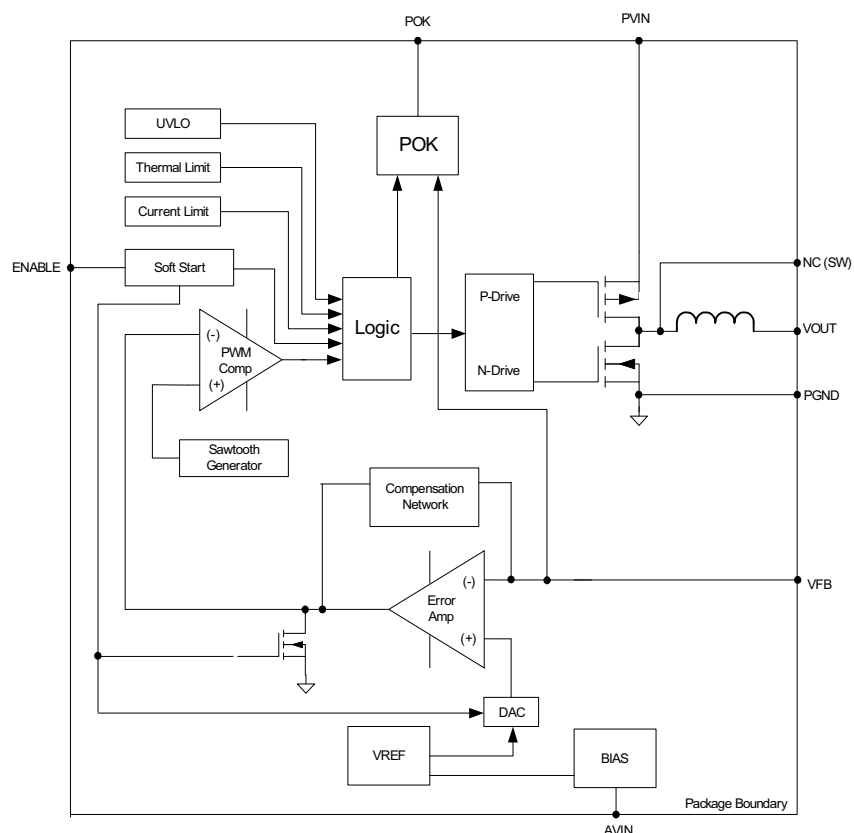 POK
PVIN
UVLO
POK
Thermal Limit
Current Limit
NC (SW)
ENABLE
Soft Start
P-Drive
Logic
VOUT
(-)
PWM
Comp
(+)
N-Drive
PGND
Sawtooth
Generator
Compensation
Network
(-)
VFB
Error
Amp
(+)
DAC
VREF
BIAS
Package Boundary
AVIN